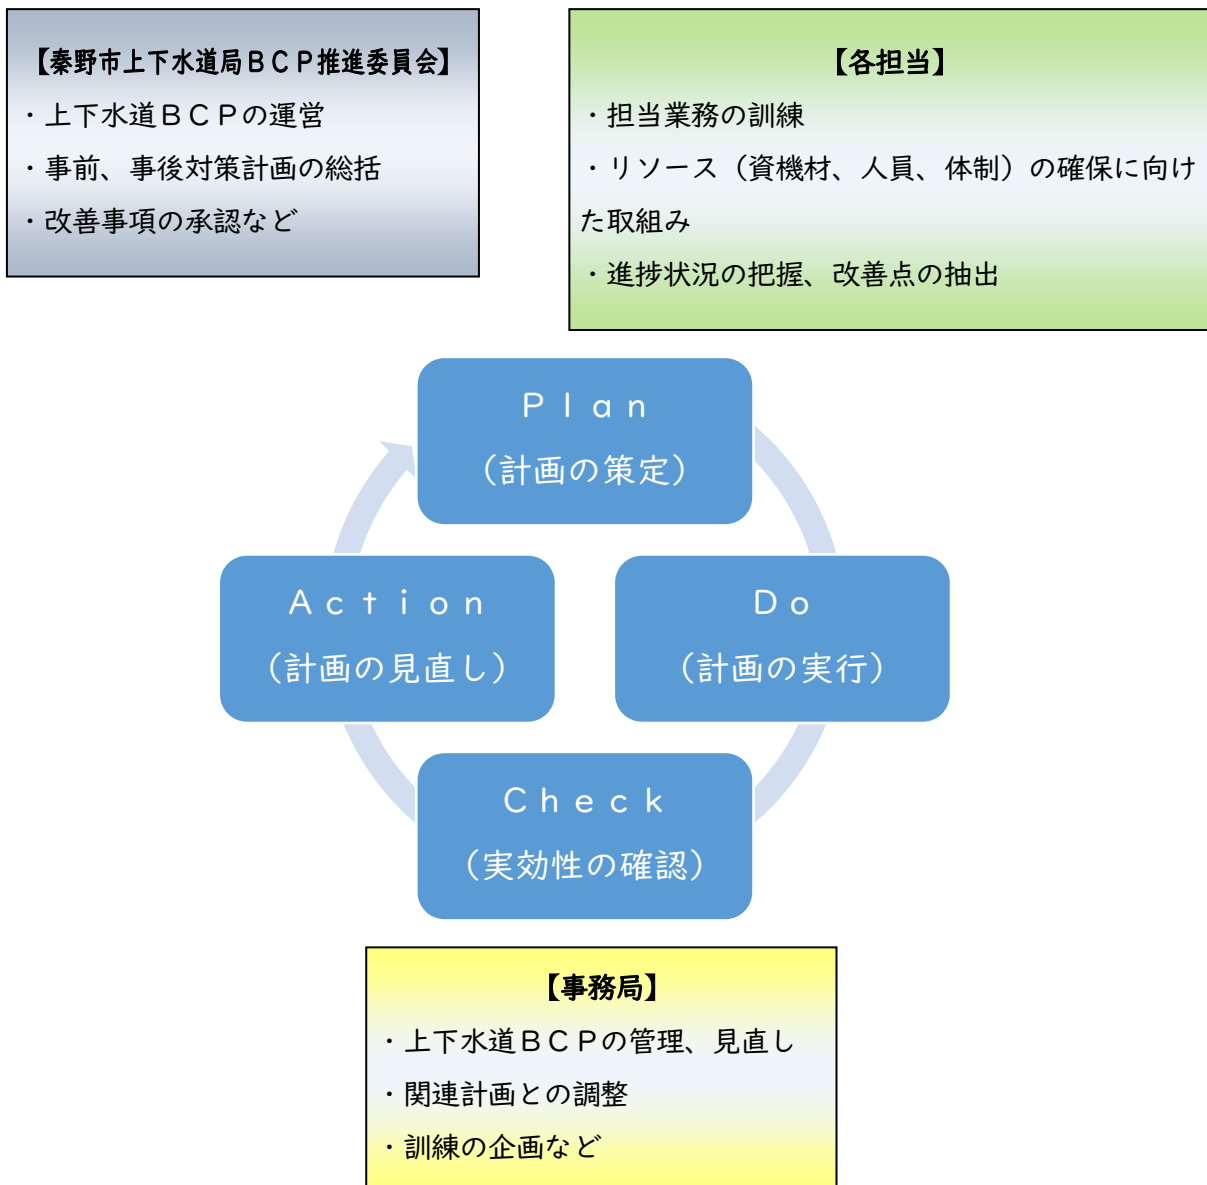 【秦野市上下水道局ＢＣＰ推進委員会】
・上下水道ＢＣＰの運営
・事前、事後対策計画の総括
・改善事項の承認など
【各担当】
・担当業務の訓練
・リソース（資機材、人員、体制）の確保に向け
た取組み
・進捗状況の把握、改善点の抽出
Ｐｌａｎ
（計画の策定）
Ａｃｔｉｏｎ
（計画の見直し）
Ｄｏ
（計画の実行）
Ｃｈｅｃｋ
（実効性の確認）
【事務局】
・上下水道ＢＣＰの管理、見直し
・関連計画との調整
・訓練の企画など